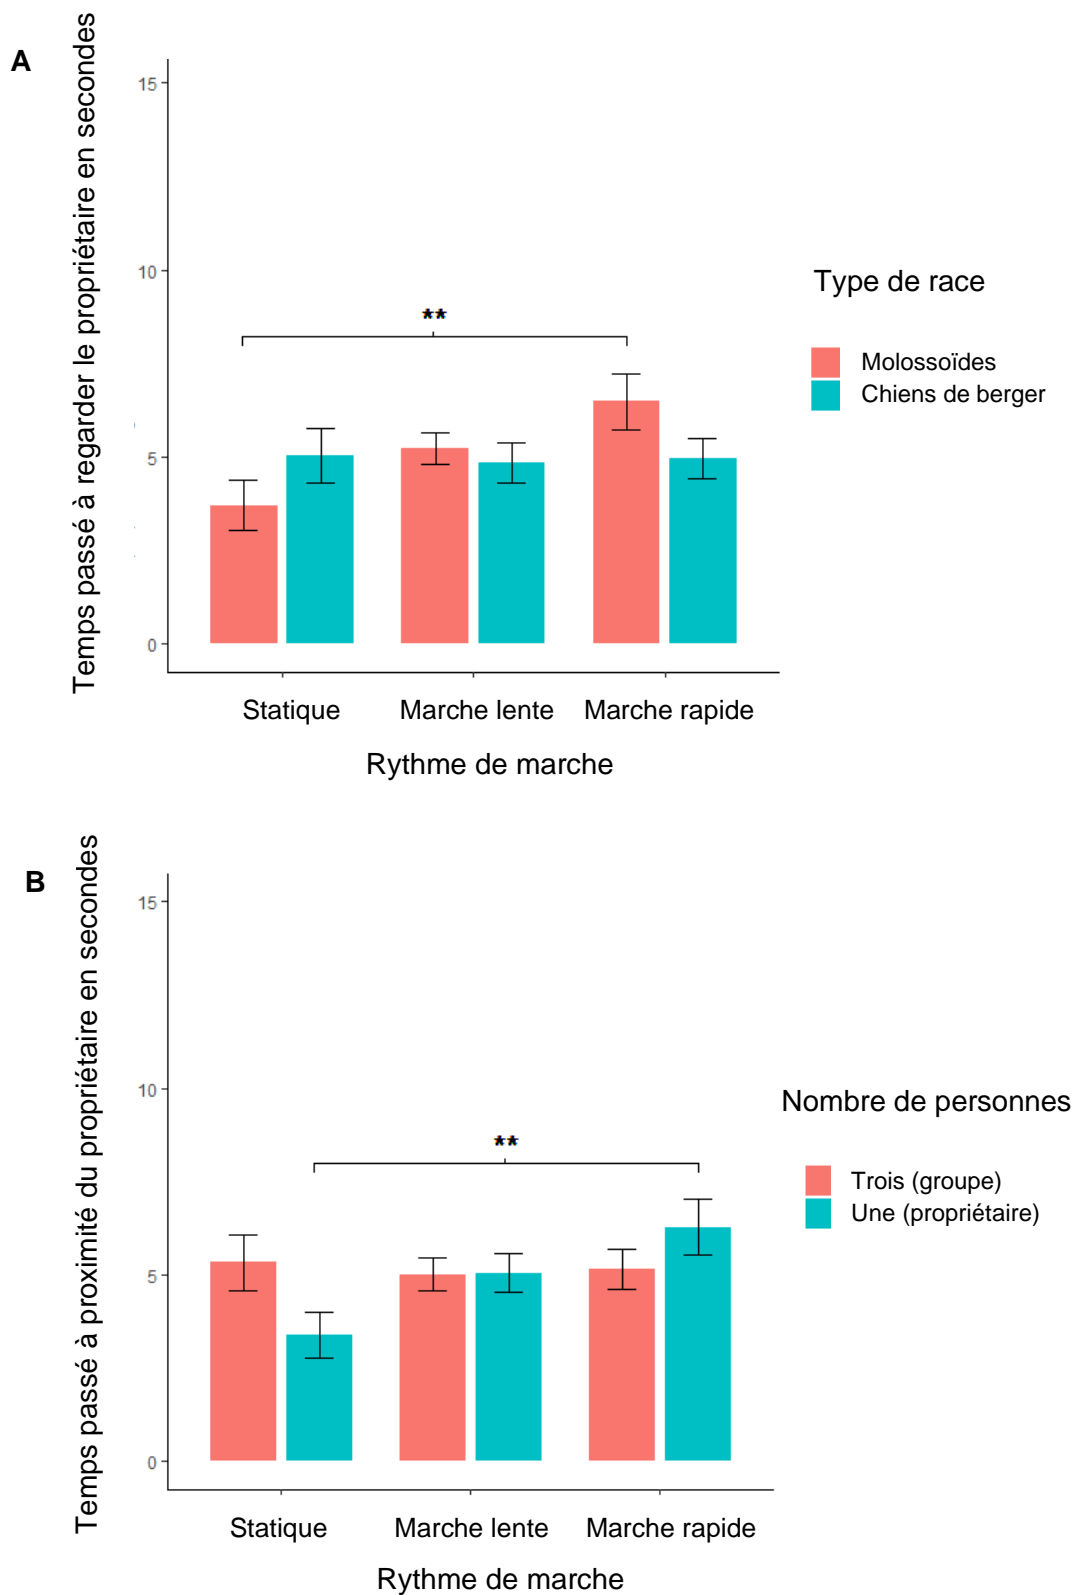 A
Temps passé à regarder le propriétaire en secondes
15
10
5
0
**
Type de race
Molossoïdes
Chiens de berger
Statique
Marche lente
Marche rapide
Rythme de marche
B
Temps passé à proximité du propriétaire en secondes
15
10
5
0
**
Nombre de personnes
Trois (groupe)
Une (propriétaire)
Statique
Marche lente
Marche rapide
Rythme de marche